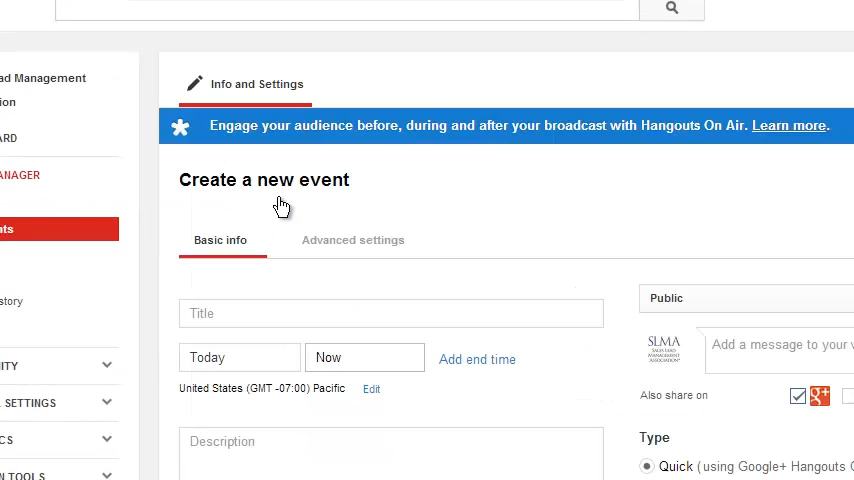 ad Management
ion
ARD
ANAGER
nts
story
ITY
SETTINGS
CS
N TOOLS
Info and Settings
Engage your audience before, during and after your broadcast with Hangouts On Air. Learn more.
Create a new event
Basic info
Advanced settings
Title
Today
Now
Add end time
United States (GMT -07:00) Pacific
Edit
Description
Public
SLMA
SALES LEAD
MANAGEMENT
ASSOCIATION
Add a message to your v
Also share on
g+
Type
Quick (using Google+ Hangouts O